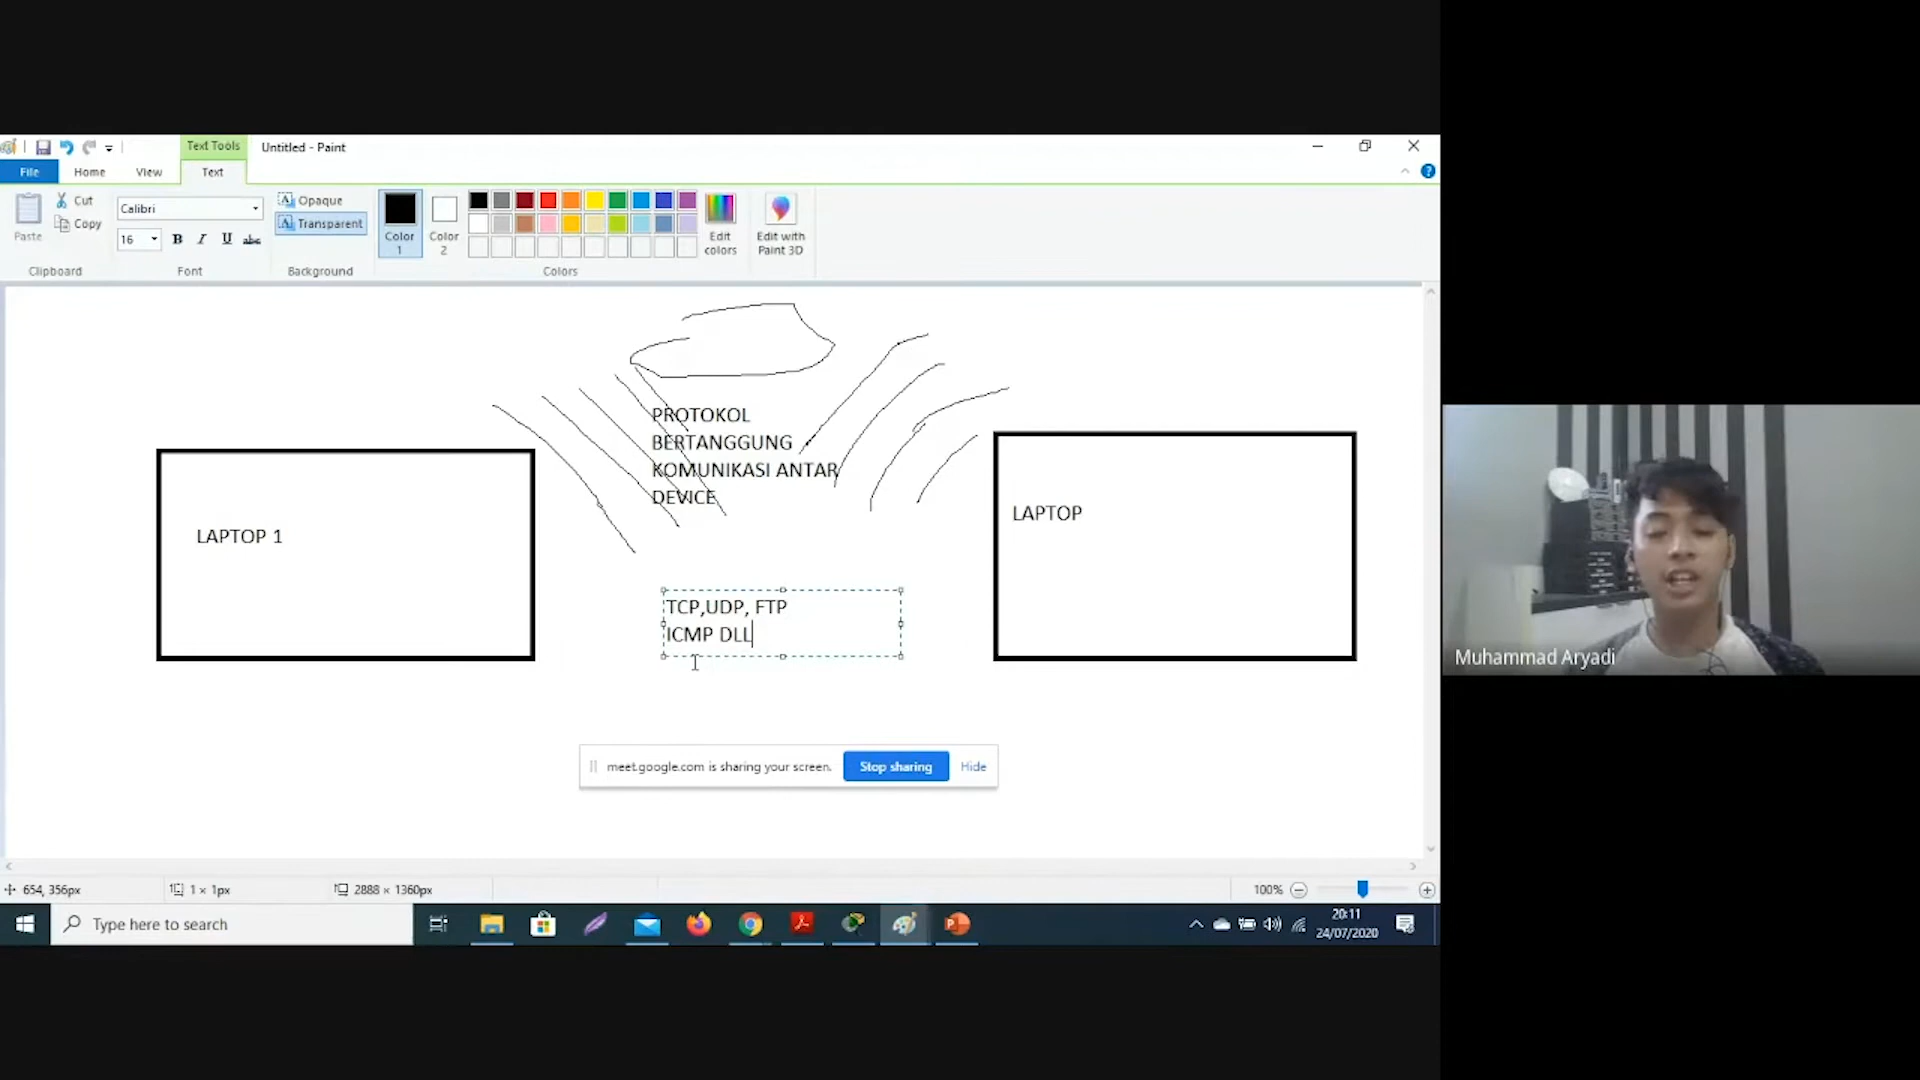 Text Tools
Untitled - Paint
File
Home
View
Text
Paste
Cut
Copy
Clipboard
Calibri
16
B I U abc
Font
Opaque
Transparent
Background
Color
1
Color
2
Colors
Edit
colors
Edit with
Paint 3D
PROTOKOL
BERTANGGUNG
KOMUNIKASI ANTAR
DEVICE
LAPTOP 1
LAPTOP
TCP,UDP, FTP
ICMP DLL
meet.google.com is sharing your screen.
Stop sharing
Hide
Muhammad Aryadi
654, 356px
1 × 1px
2888 × 1360px
100%
Type here to search
20:11
24/07/2020